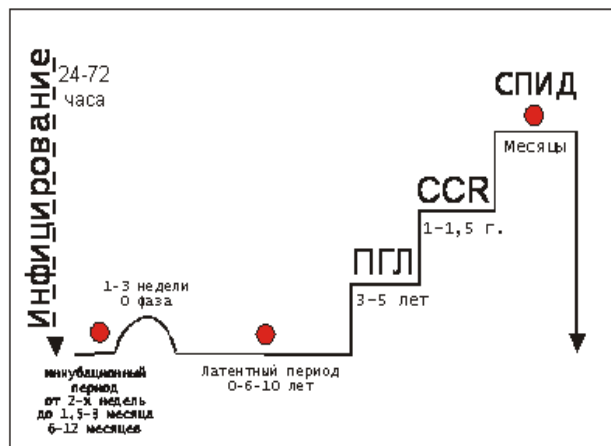 Инфицирование
24-72
часа
СПИД
Месяцы
CCR
1-1,5 г.
ПГЛ
3-5 лет
1-3 недели
0 фаза
инкубационный
период
от 2-х недель
до 1,5-3 месяца
6-12 месяцев
Латентный период
0-6-10 лет